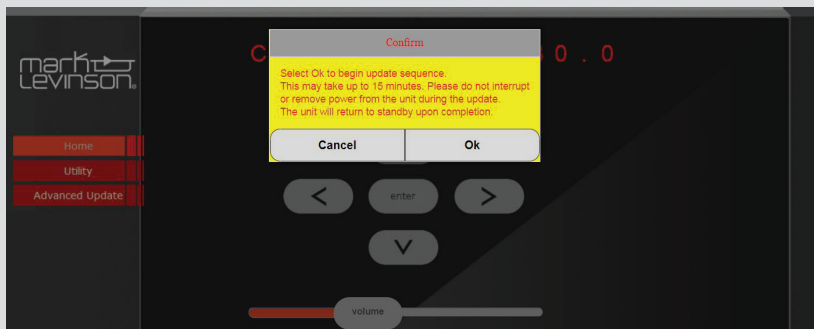 mark
Levinson®
C 80.0
Confirm
Select Ok to begin update sequence.
This may take up to 15 minutes. Please do not interrupt
or remove power from the unit during the update.
The unit will return to standby upon completion.
Cancel
Ok
Home
Utility
Advanced Update
<
enter
>
volume